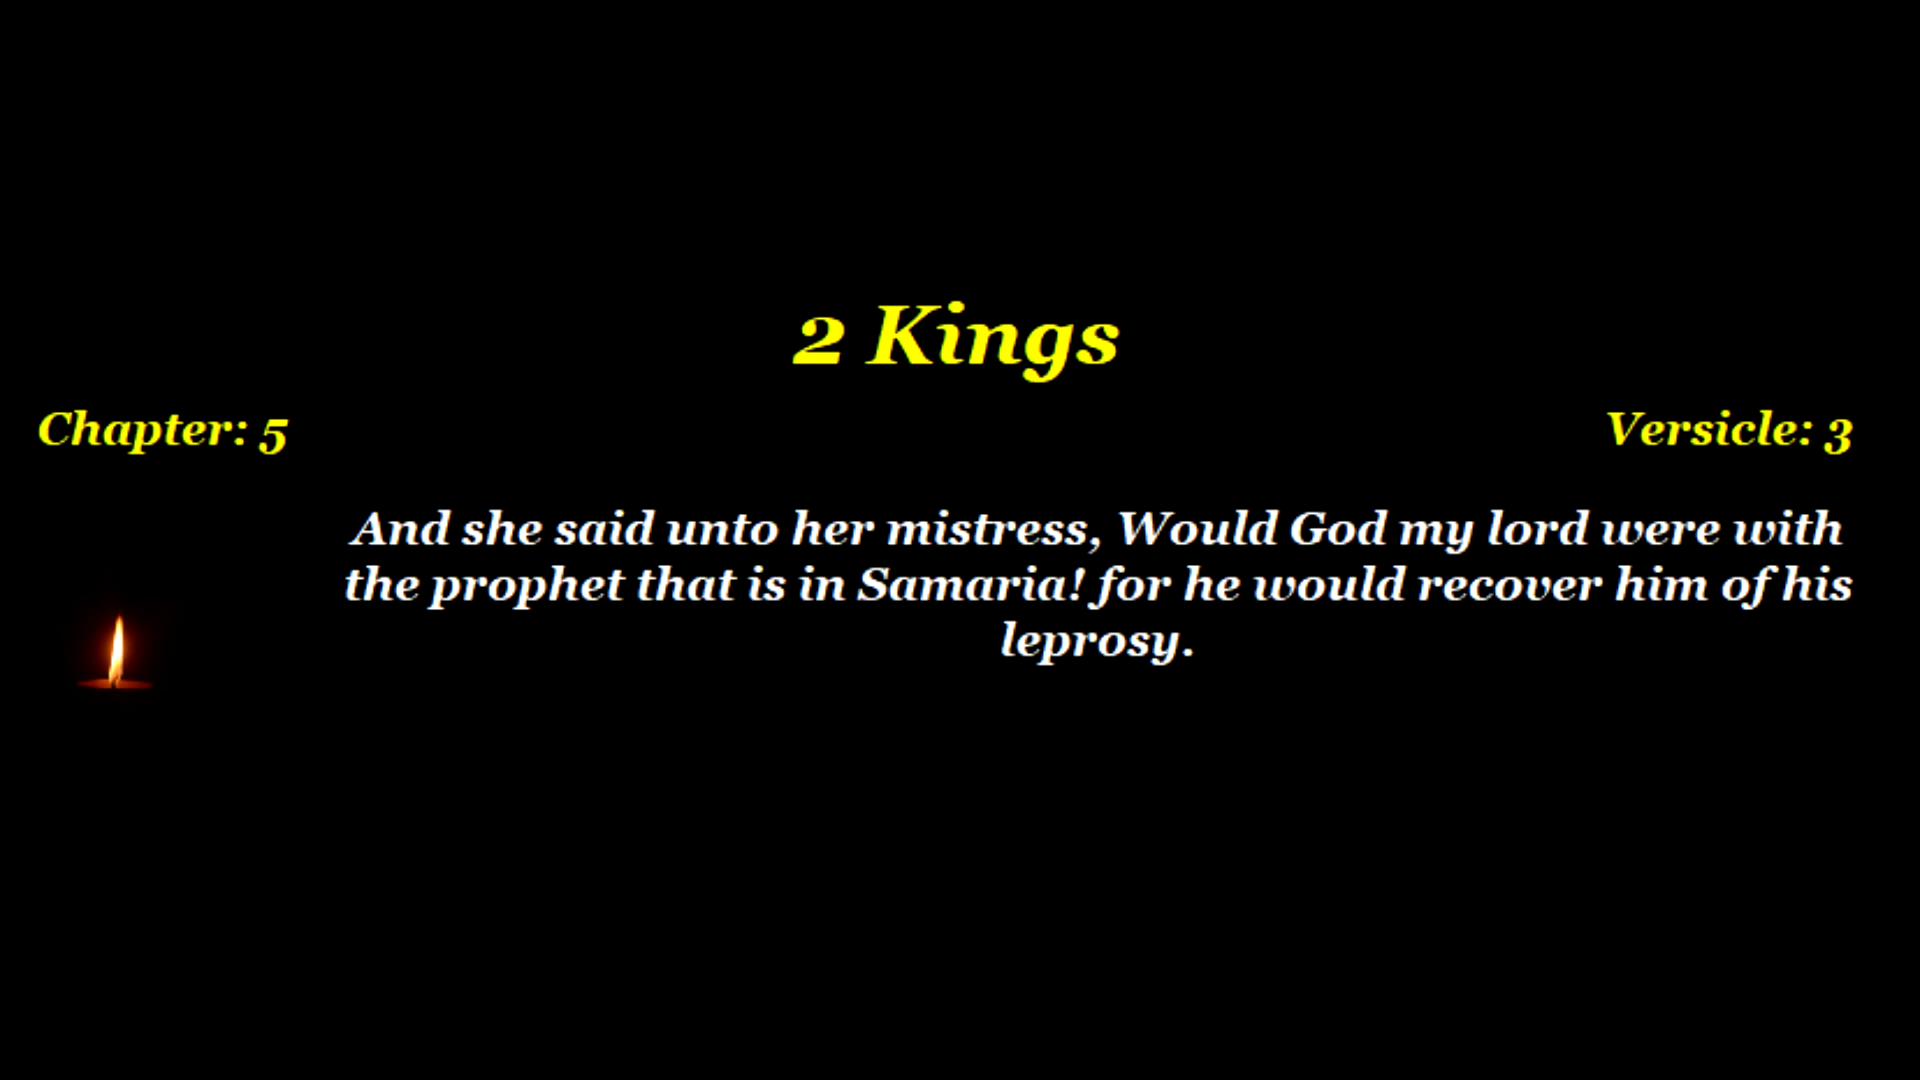 2 Kings
Chapter: 5
Versicle: 3
And she said unto her mistress, Would God my lord were with
the prophet that is in Samaria! for he would recover him of his
leprosy.